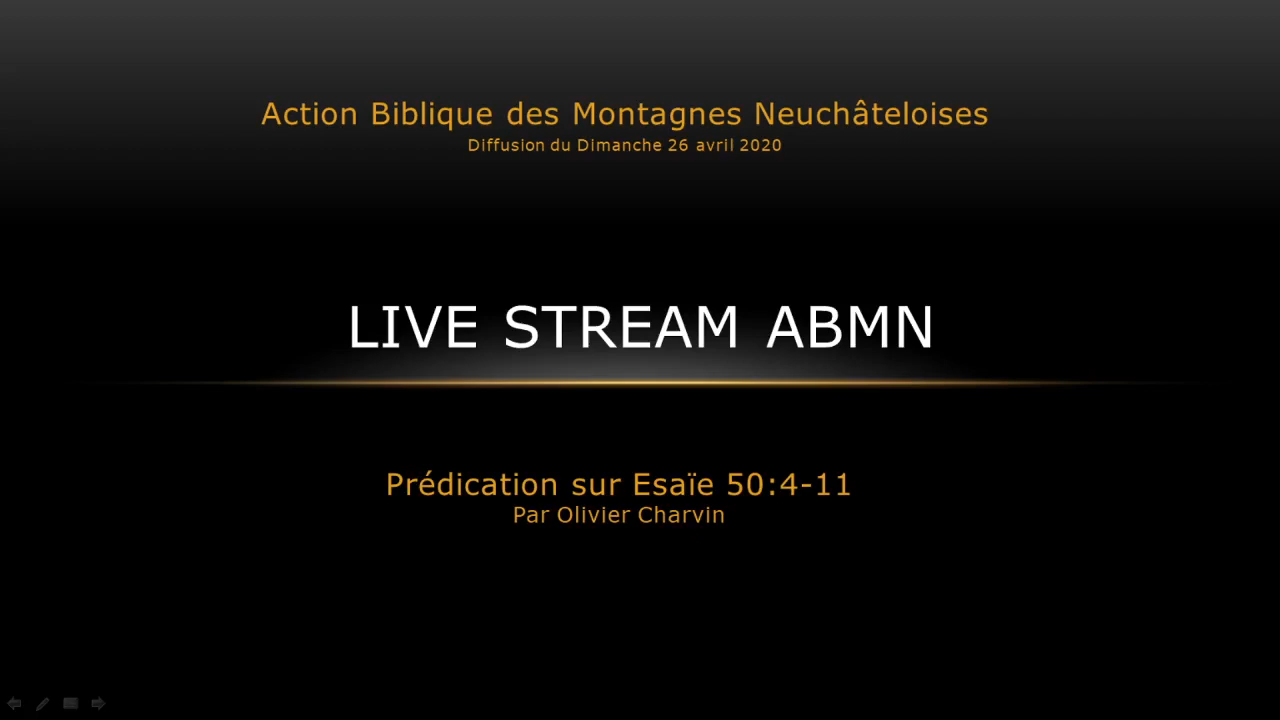 Action Biblique des Montagnes Neuchâteloises
Diffusion du Dimanche 26 avril 2020
LIVE STREAM ABMN
Prédication sur Esaïe 50:4-11
Par Olivier Charvin